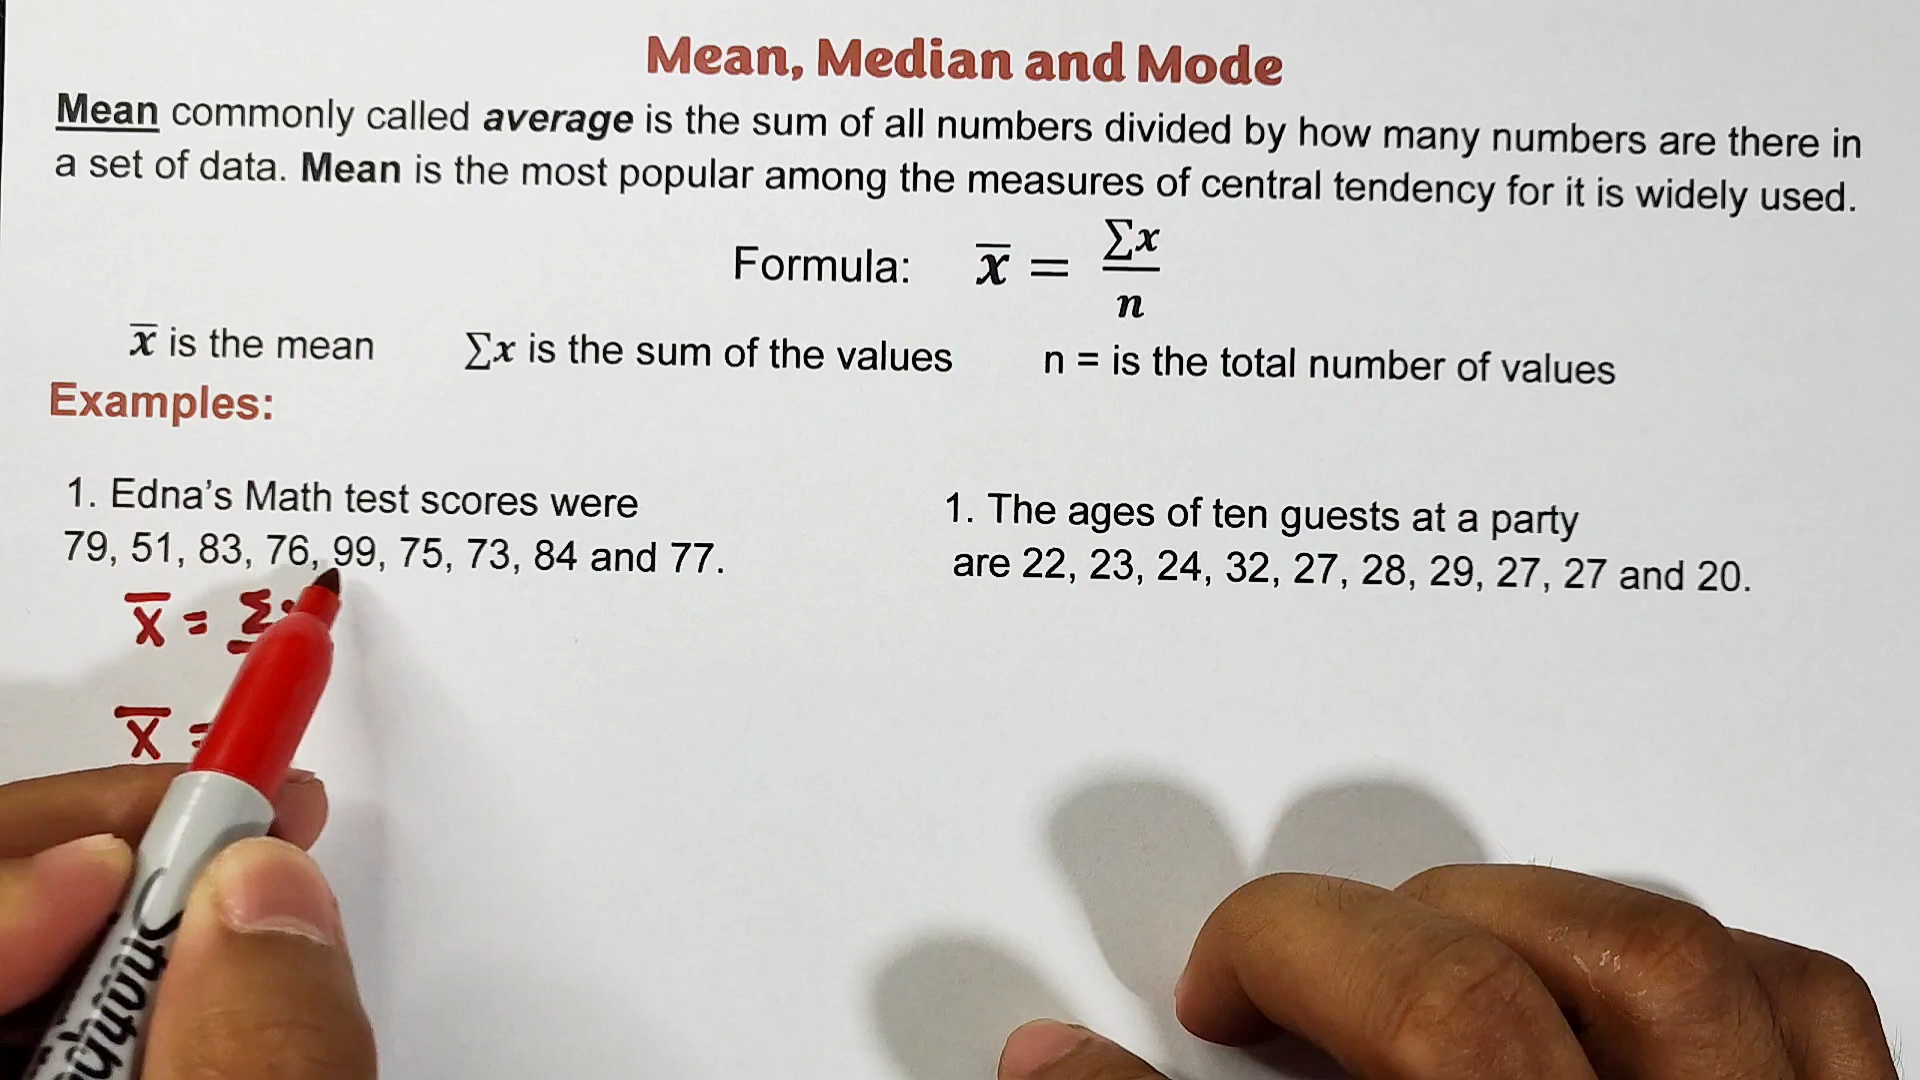 Mean, Median and Mode
Mean commonly called average is the sum of all numbers divided by how many numbers are there in
a set of data. Mean is the most popular among the measures of central tendency for it is widely used.
Formula: x̅ = ∑x / n
x̅ is the mean ∑x is the sum of the values n = is the total number of values
Examples:
1. Edna's Math test scores were
79, 51, 83, 76, 99, 75, 73, 84 and 77.
x̅ = Σ
x̅ =
1. The ages of ten guests at a party
are 22, 23, 24, 32, 27, 28, 29, 27, 27 and 20.
Sharpie